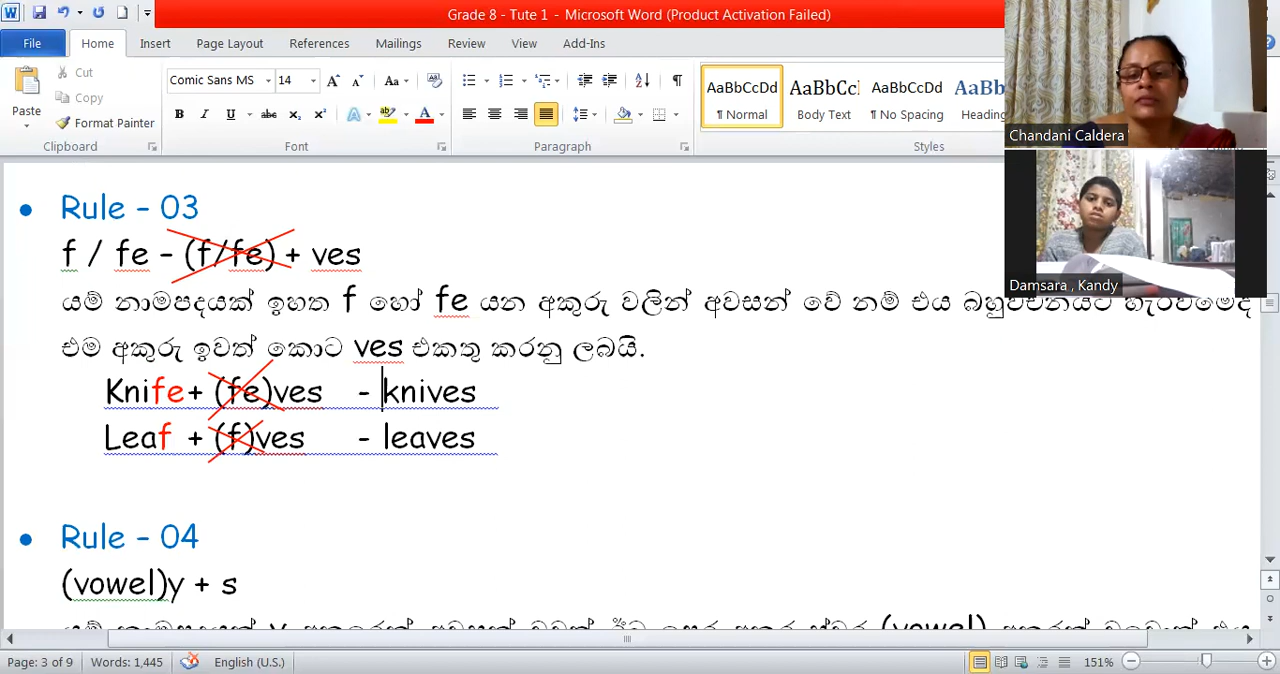 Grade 8 - Tute 1 - Microsoft Word (Product Activation Failed)
File Home Insert Page Layout References Mailings Review View Add-Ins
Cut
Copy
Format Painter
Paste
Clipboard
Comic Sans MS 14
Font
Paragraph
AaBbCcDd AaBbCcI AaBbCcDd AaBb
¶ Normal Body Text ¶ No Spacing Heading
Styles
Chandani Caldera
Damsara , Kandy
• Rule - 03
f / fe - (f/fe) + ves
යම් නාමපදයක් ඉහත f හෝ fe යන අකුරු වලින් අවසන් වේ නම් එය බහුවචනයට හැරවීමේදී
එම අකුරු ඉවත් කොට ves එකතු කරනු ලබයි.
Knife+ (fe)ves - knives
Leaf + (f)ves - leaves
• Rule - 04
(vowel)y + s
Page: 3 of 9 Words: 1,445 English (U.S.) 151%